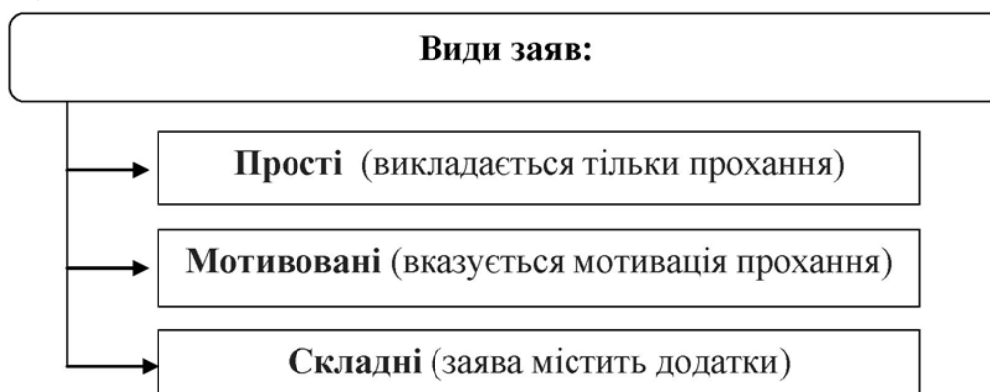 Види заяв:
Прості (викладається тільки прохання)
Мотивовані (вказується мотивація прохання)
Складні (заява містить додатки)